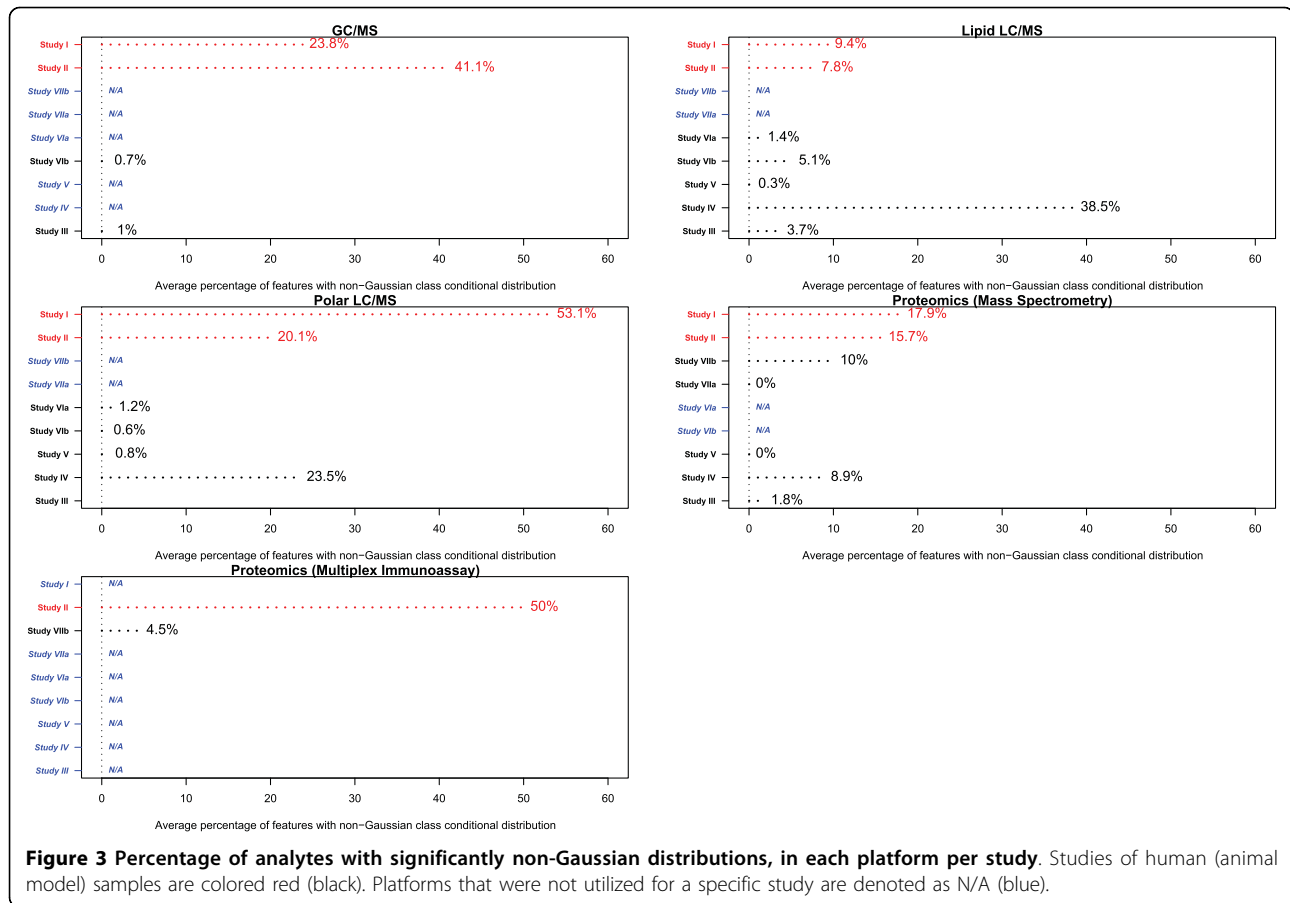 GC/MS
Study I 23.8%
Study II 41.1%
Study VIIb N/A
Study VIIa N/A
Study VIa N/A
Study VIb 0.7%
Study V N/A
Study IV N/A
Study III 1%
0 10 20 30 40 50 60
Average percentage of features with non−Gaussian class conditional distribution
Lipid LC/MS
Study I 9.4%
Study II 7.8%
Study VIIb N/A
Study VIIa N/A
Study VIa 1.4%
Study VIb 5.1%
Study V 0.3%
Study IV 38.5%
Study III 3.7%
0 10 20 30 40 50 60
Average percentage of features with non−Gaussian class conditional distribution
Polar LC/MS
Study I 53.1%
Study II 20.1%
Study VIIb N/A
Study VIIa N/A
Study VIa 1.2%
Study VIb 0.6%
Study V 0.8%
Study IV 23.5%
Study III
0 10 20 30 40 50 60
Average percentage of features with non−Gaussian class conditional distribution
Proteomics (Mass Spectrometry)
Study I 17.9%
Study II 15.7%
Study VIIb 10%
Study VIIa 0%
Study VIa N/A
Study VIb N/A
Study V 0%
Study IV 8.9%
Study III 1.8%
0 10 20 30 40 50 60
Average percentage of features with non−Gaussian class conditional distribution
Proteomics (Multiplex Immunoassay)
Study I N/A
Study II 50%
Study VIIb 4.5%
Study VIIa N/A
Study VIa N/A
Study VIb N/A
Study V N/A
Study IV N/A
Study III N/A
0 10 20 30 40 50 60
Average percentage of features with non−Gaussian class conditional distribution
Figure 3 Percentage of analytes with significantly non-Gaussian distributions, in each platform per study. Studies of human (animal
model) samples are colored red (black). Platforms that were not utilized for a specific study are denoted as N/A (blue).